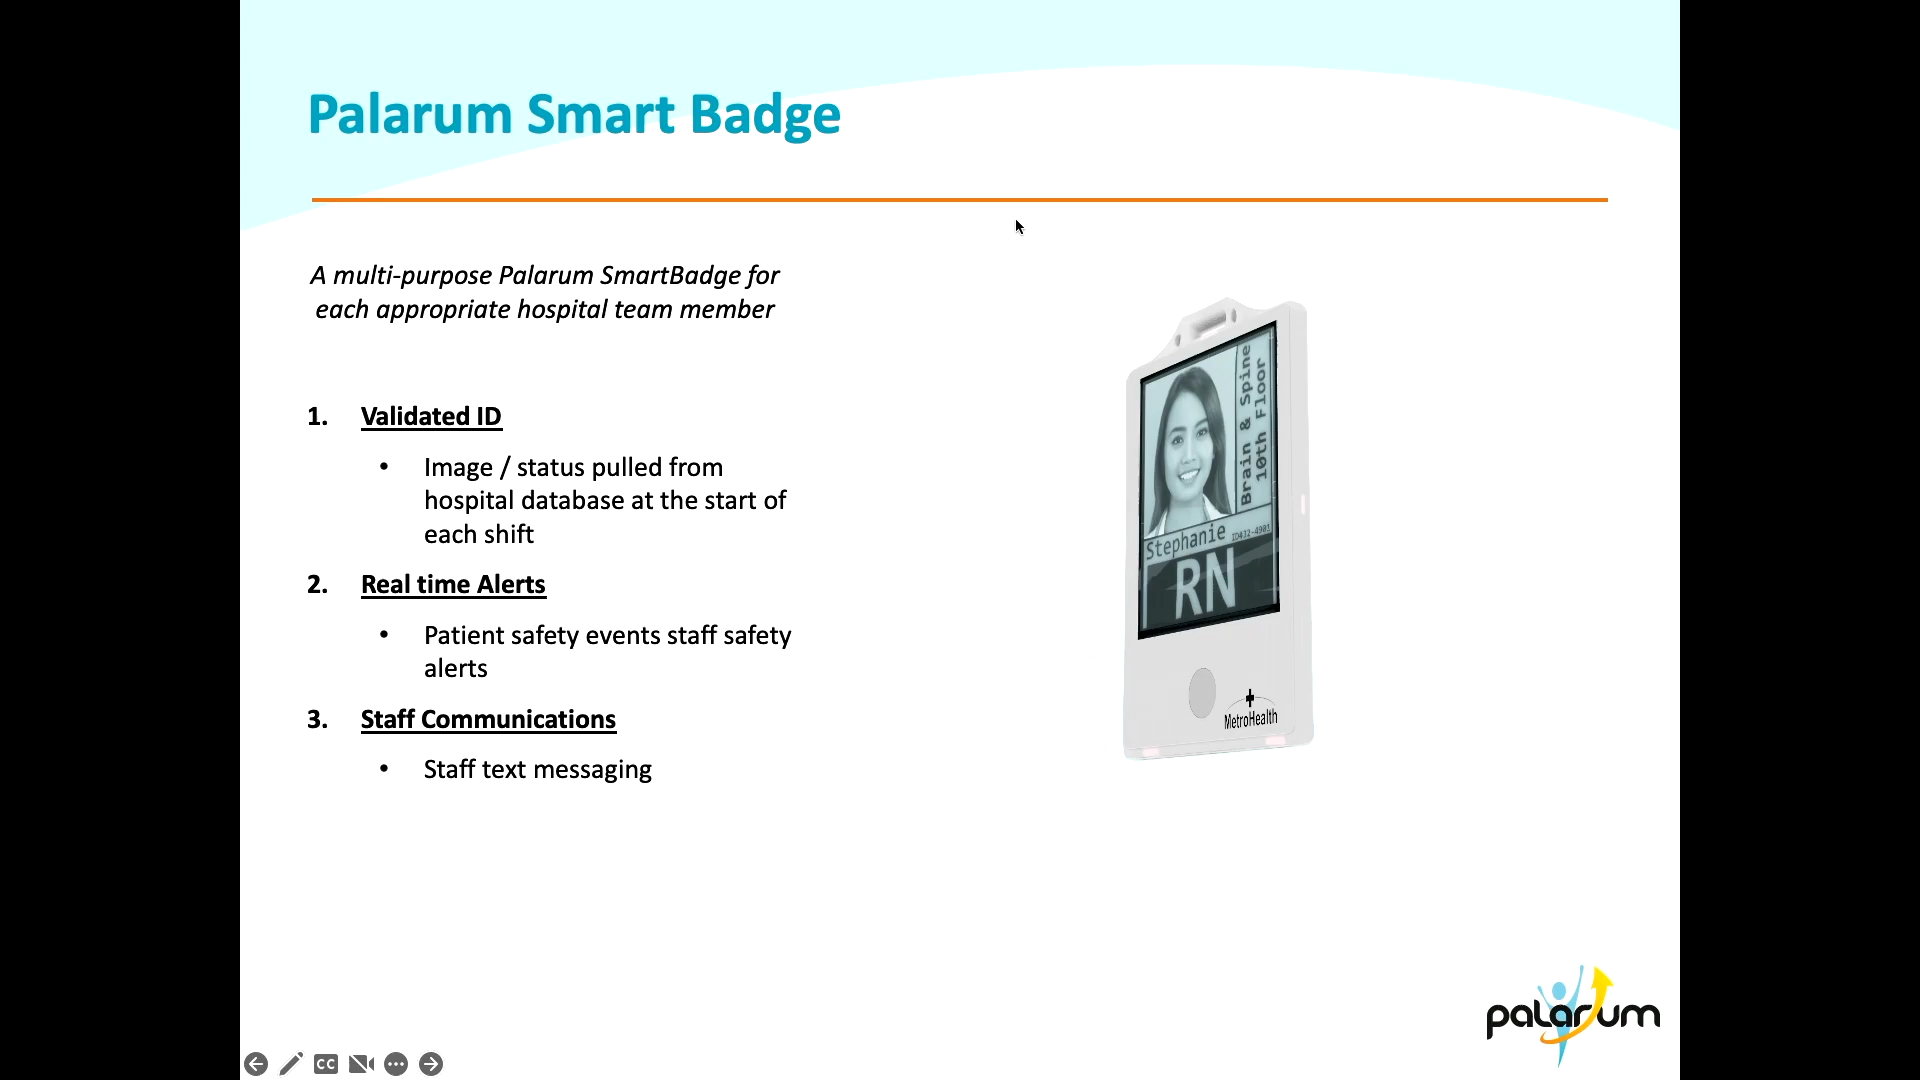 Palarum Smart Badge
A multi-purpose Palarum SmartBadge for
each appropriate hospital team member
1. Validated ID
• Image / status pulled from
hospital database at the start of
each shift
2. Real time Alerts
• Patient safety events staff safety
alerts
3. Staff Communications
• Staff text messaging
Brain & Spine
10th Floor
Stephanie ID432-4903
RN
MetroHealth
palarum
CC